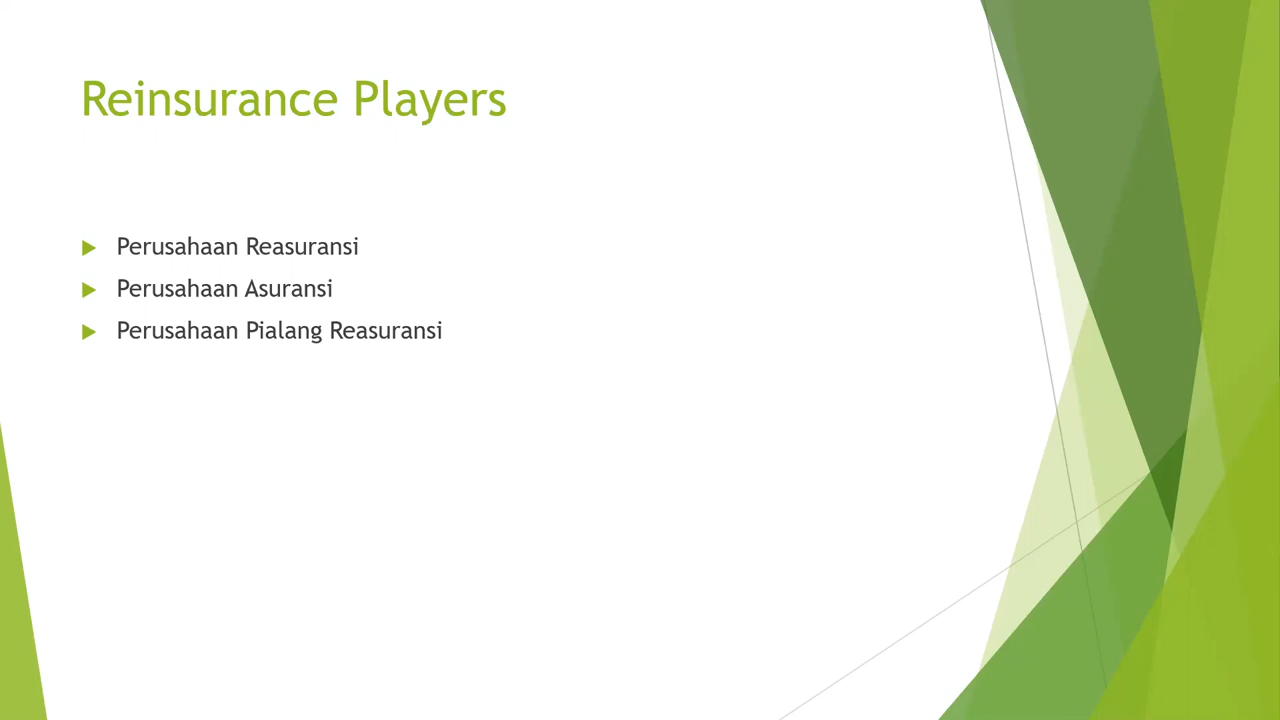 Reinsurance Players
Perusahaan Reasuransi
Perusahaan Asuransi
Perusahaan Pialang Reasuransi